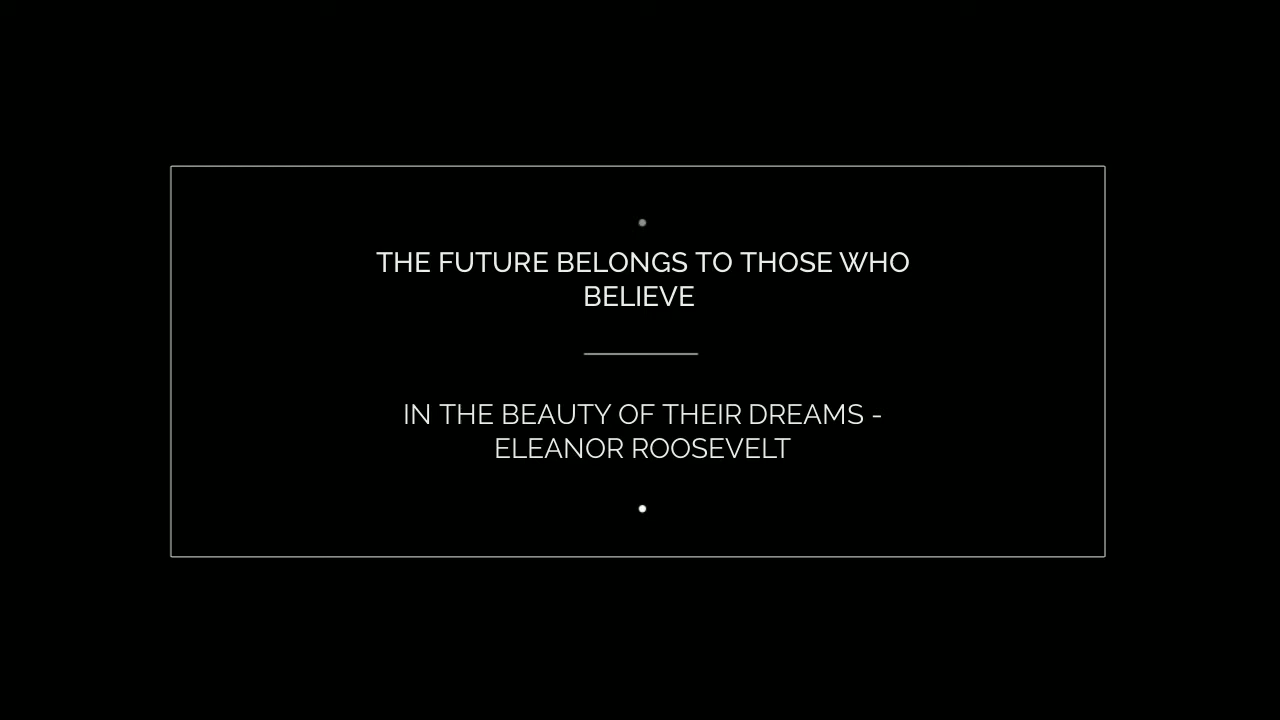 THE FUTURE BELONGS TO THOSE WHO
BELIEVE
IN THE BEAUTY OF THEIR DREAMS -
ELEANOR ROOSEVELT